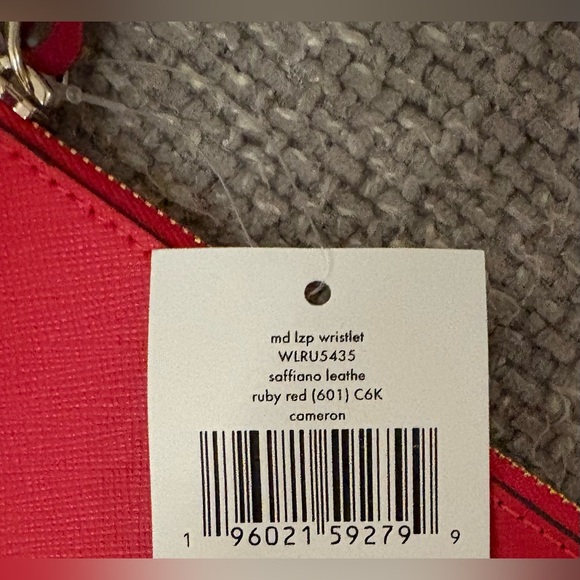 md lzp wristlet
WLRU5435
saffiano leathe
ruby red (601) C6K
cameron
1 96021 59279 9